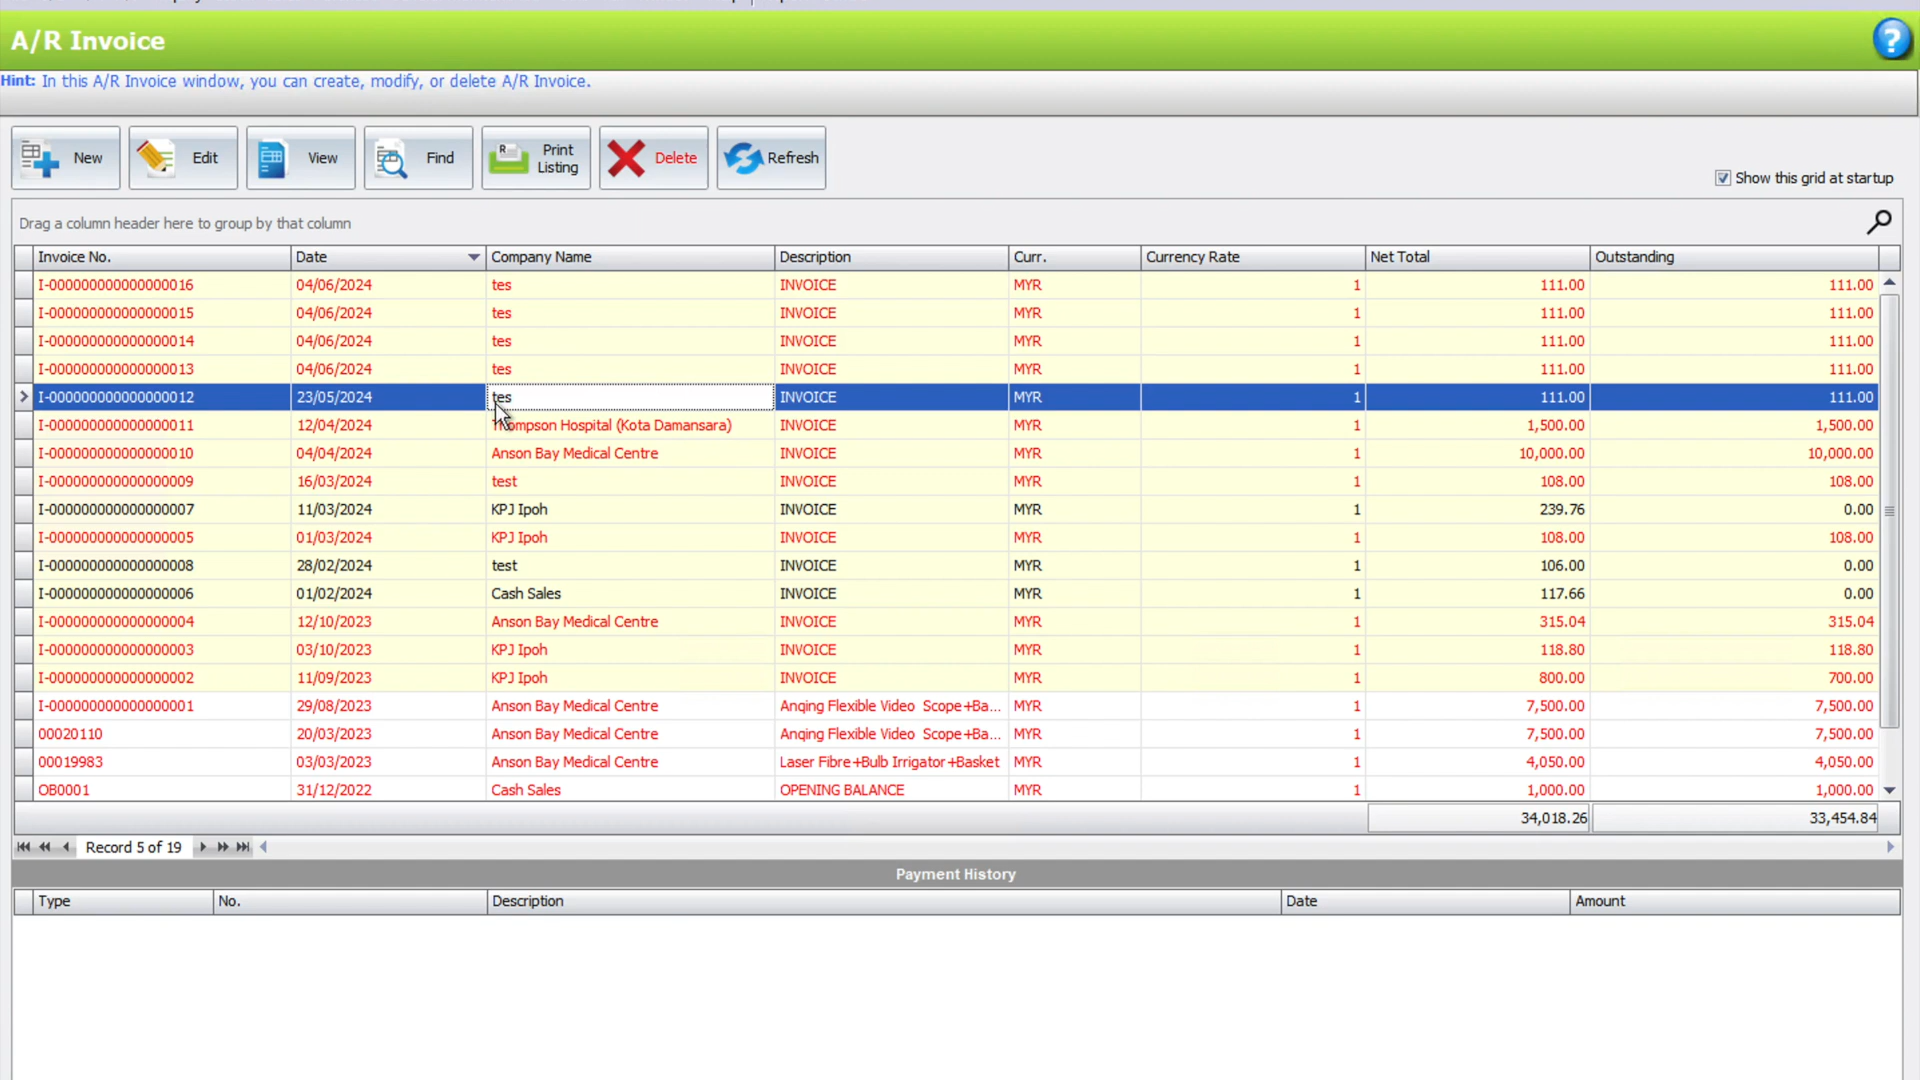 A/R Invoice
Hint: In this A/R Invoice window, you can create, modify, or delete A/R Invoice.
New Edit View Find Print Listing Delete Refresh
Show this grid at startup
Drag a column header here to group by that column
Invoice No. Date Company Name Description Curr. Currency Rate Net Total Outstanding
I-000000000000000016 04/06/2024 tes INVOICE MYR 1 111.00 111.00
I-000000000000000015 04/06/2024 tes INVOICE MYR 1 111.00 111.00
I-000000000000000014 04/06/2024 tes INVOICE MYR 1 111.00 111.00
I-000000000000000013 04/06/2024 tes INVOICE MYR 1 111.00 111.00
I-000000000000000012 23/05/2024 tes INVOICE MYR 1 111.00 111.00
I-000000000000000011 12/04/2024 Thompson Hospital (Kota Damansara) INVOICE MYR 1 1,500.00 1,500.00
I-000000000000000010 04/04/2024 Anson Bay Medical Centre INVOICE MYR 1 10,000.00 10,000.00
I-000000000000000009 16/03/2024 test INVOICE MYR 1 108.00 108.00
I-000000000000000007 11/03/2024 KPJ Ipoh INVOICE MYR 1 239.76 0.00
I-000000000000000005 01/03/2024 KPJ Ipoh INVOICE MYR 1 108.00 108.00
I-000000000000000008 28/02/2024 test INVOICE MYR 1 106.00 0.00
I-000000000000000006 01/02/2024 Cash Sales INVOICE MYR 1 117.66 0.00
I-000000000000000004 12/10/2023 Anson Bay Medical Centre INVOICE MYR 1 315.04 315.04
I-000000000000000003 03/10/2023 KPJ Ipoh INVOICE MYR 1 118.80 118.80
I-000000000000000002 11/09/2023 KPJ Ipoh INVOICE MYR 1 800.00 700.00
I-000000000000000001 29/08/2023 Anson Bay Medical Centre Anqing Flexible Video Scope+Ba... MYR 1 7,500.00 7,500.00
00020110 20/03/2023 Anson Bay Medical Centre Anqing Flexible Video Scope+Ba... MYR 1 7,500.00 7,500.00
00019983 03/03/2023 Anson Bay Medical Centre Laser Fibre+Bulb Irrigator+Basket MYR 1 4,050.00 4,050.00
OB0001 31/12/2022 Cash Sales OPENING BALANCE MYR 1 1,000.00 1,000.00
34,018.26 33,454.84
Record 5 of 19
Payment History
Type No. Description Date Amount